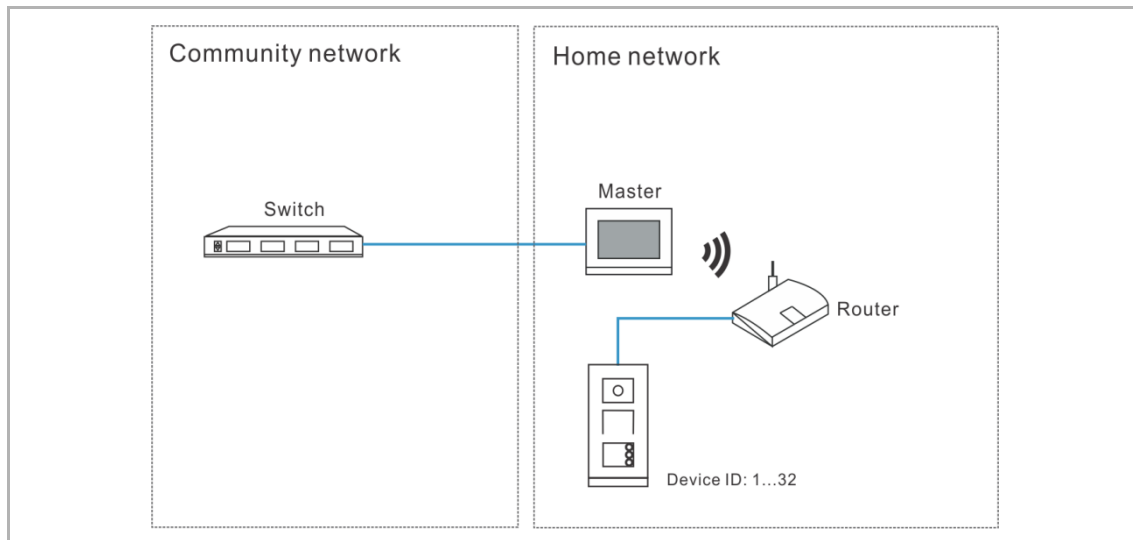 Community network
Home network
Master
Switch
Router
Device ID: 1...32